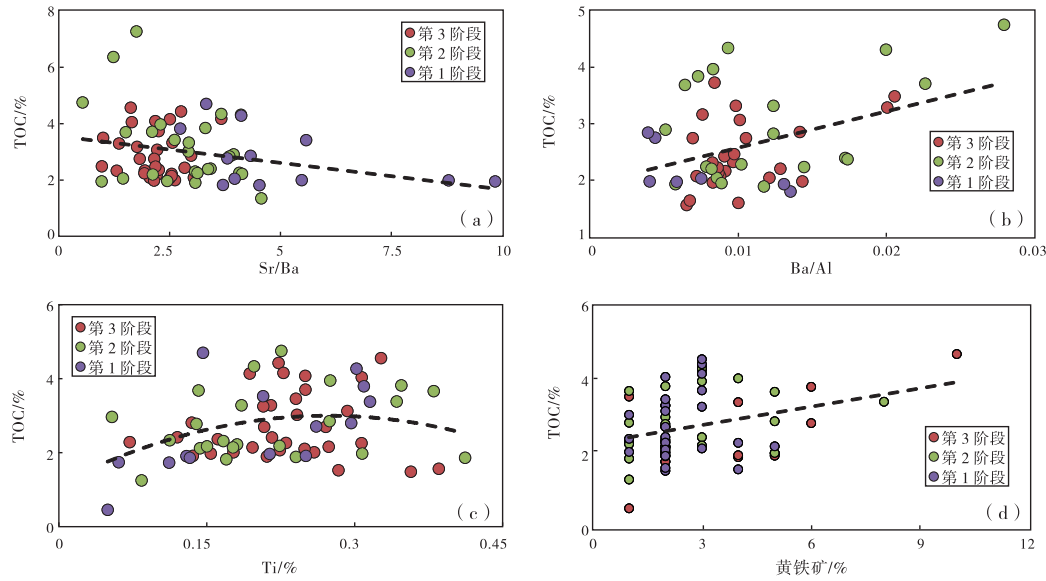 8
6
4
2
0
TOC/%
第 3 阶段
第 2 阶段
第 1 阶段
(a)
0
2.5
5
7.5
10
Sr/Ba
5
4
3
2
1
TOC/%
第 3 阶段
第 2 阶段
第 1 阶段
(b)
0
0.01
0.02
0.03
Ba/Al
6
4
2
0
TOC/%
第 3 阶段
第 2 阶段
第 1 阶段
(c)
0
0.15
0.3
0.45
Ti/%
6
4
2
0
TOC/%
第 3 阶段
第 2 阶段
第 1 阶段
(d)
0
3
6
9
12
黄铁矿/%